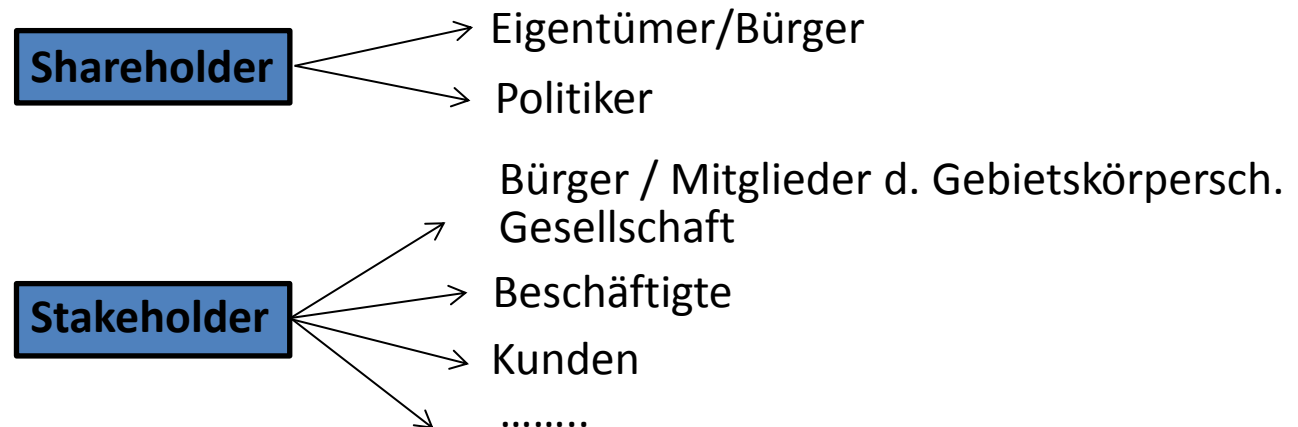 Shareholder
Eigentümer/Bürger
Politiker
Stakeholder
Bürger / Mitglieder d. Gebietskörpersch.
Gesellschaft
Beschäftigte
Kunden
........